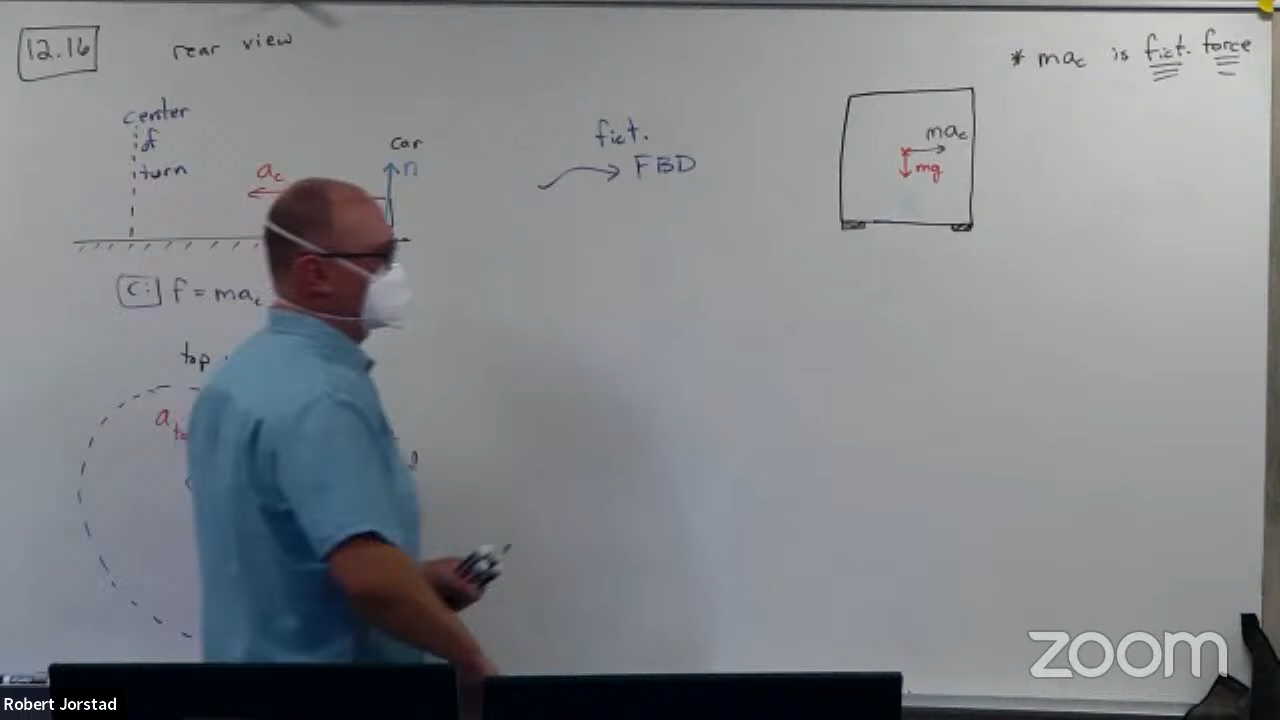 12.16
rear view
* mac is fict. force
center
of
turn
ac
car
n
fict.
FBD
mac
mg
C: f = mac
top
a
zoom
Robert Jorstad